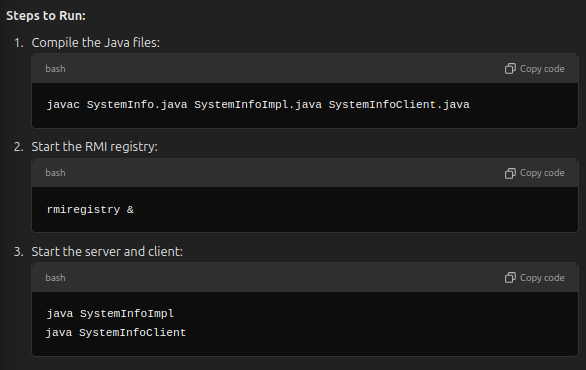 Steps to Run:
1. Compile the Java files:
bash Copy code
javac SystemInfo.java SystemInfoImpl.java SystemInfoClient.java
2. Start the RMI registry:
bash Copy code
rmiregistry &
3. Start the server and client:
bash Copy code
java SystemInfoImpl
java SystemInfoClient